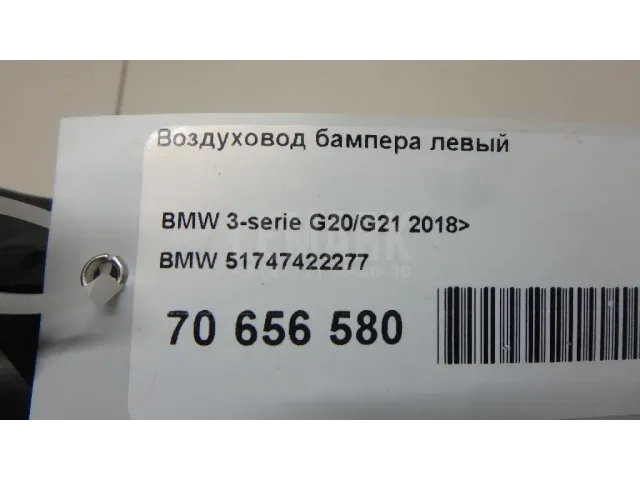 Воздуховод бампера левый
BMW 3-serie G20/G21 2018>
BMW 51747422277
70 656 580